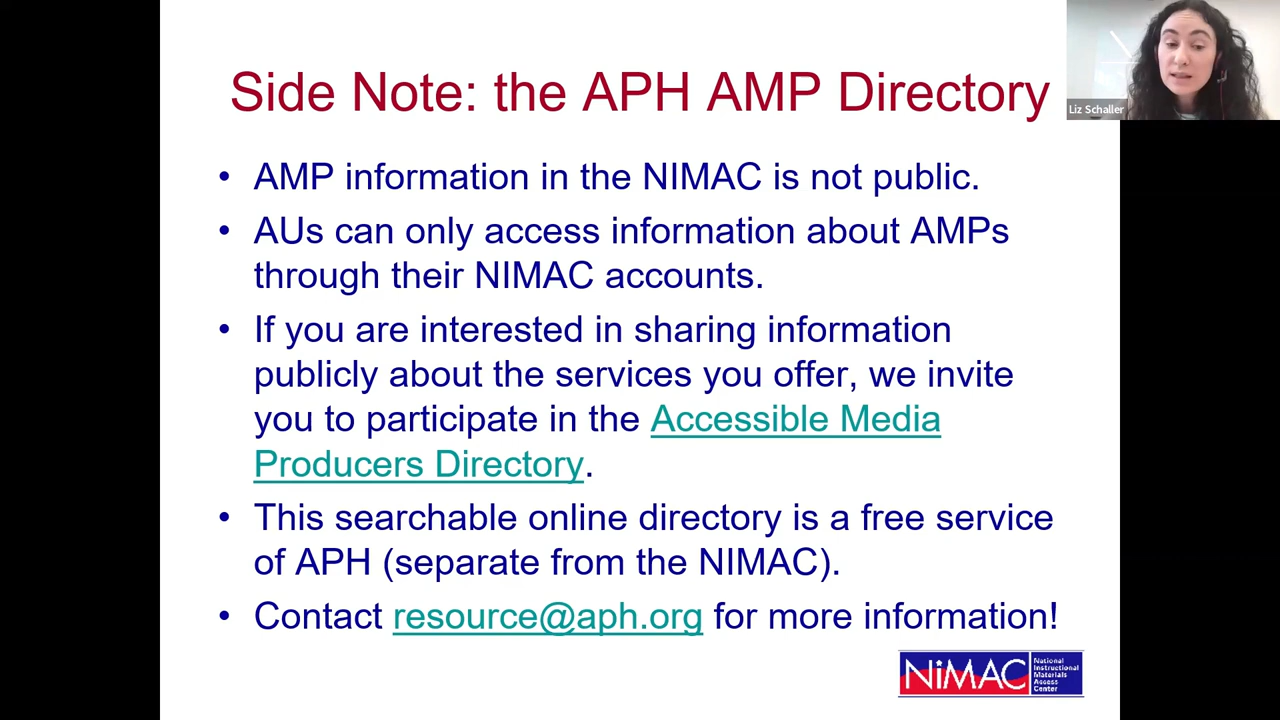 Side Note: the APH AMP Directory
Liz Schaller
• AMP information in the NIMAC is not public.
• AUs can only access information about AMPs
through their NIMAC accounts.
• If you are interested in sharing information
publicly about the services you offer, we invite
you to participate in the Accessible Media
Producers Directory.
• This searchable online directory is a free service
of APH (separate from the NIMAC).
• Contact resource@aph.org for more information!
NIMAC
National
Instructional
Materials
Access
Center